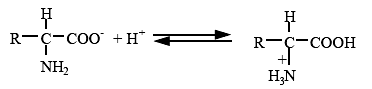 H H
R C COO⁻ + H⁺ R C COOH
NH₂ +
H₃N